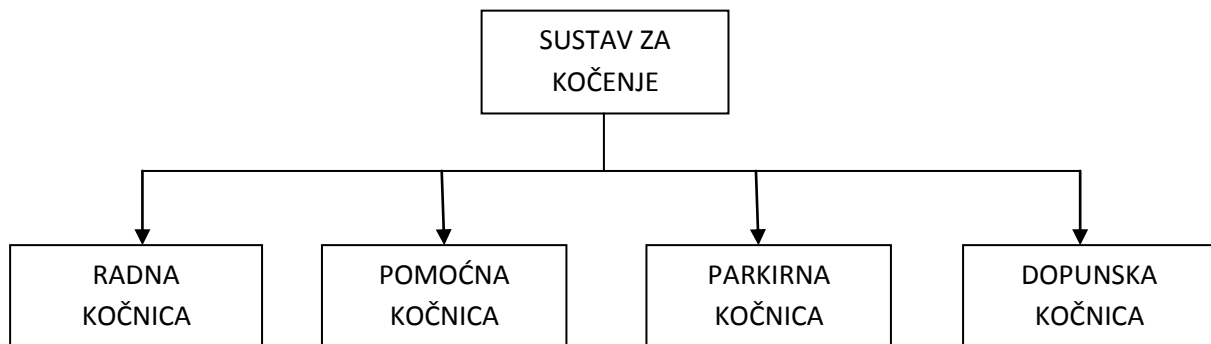 SUSTAV ZA
KOČENJE
RADNA
KOČNICA
POMOĆNA
KOČNICA
PARKIRNA
KOČNICA
DOPUNSKA
KOČNICA